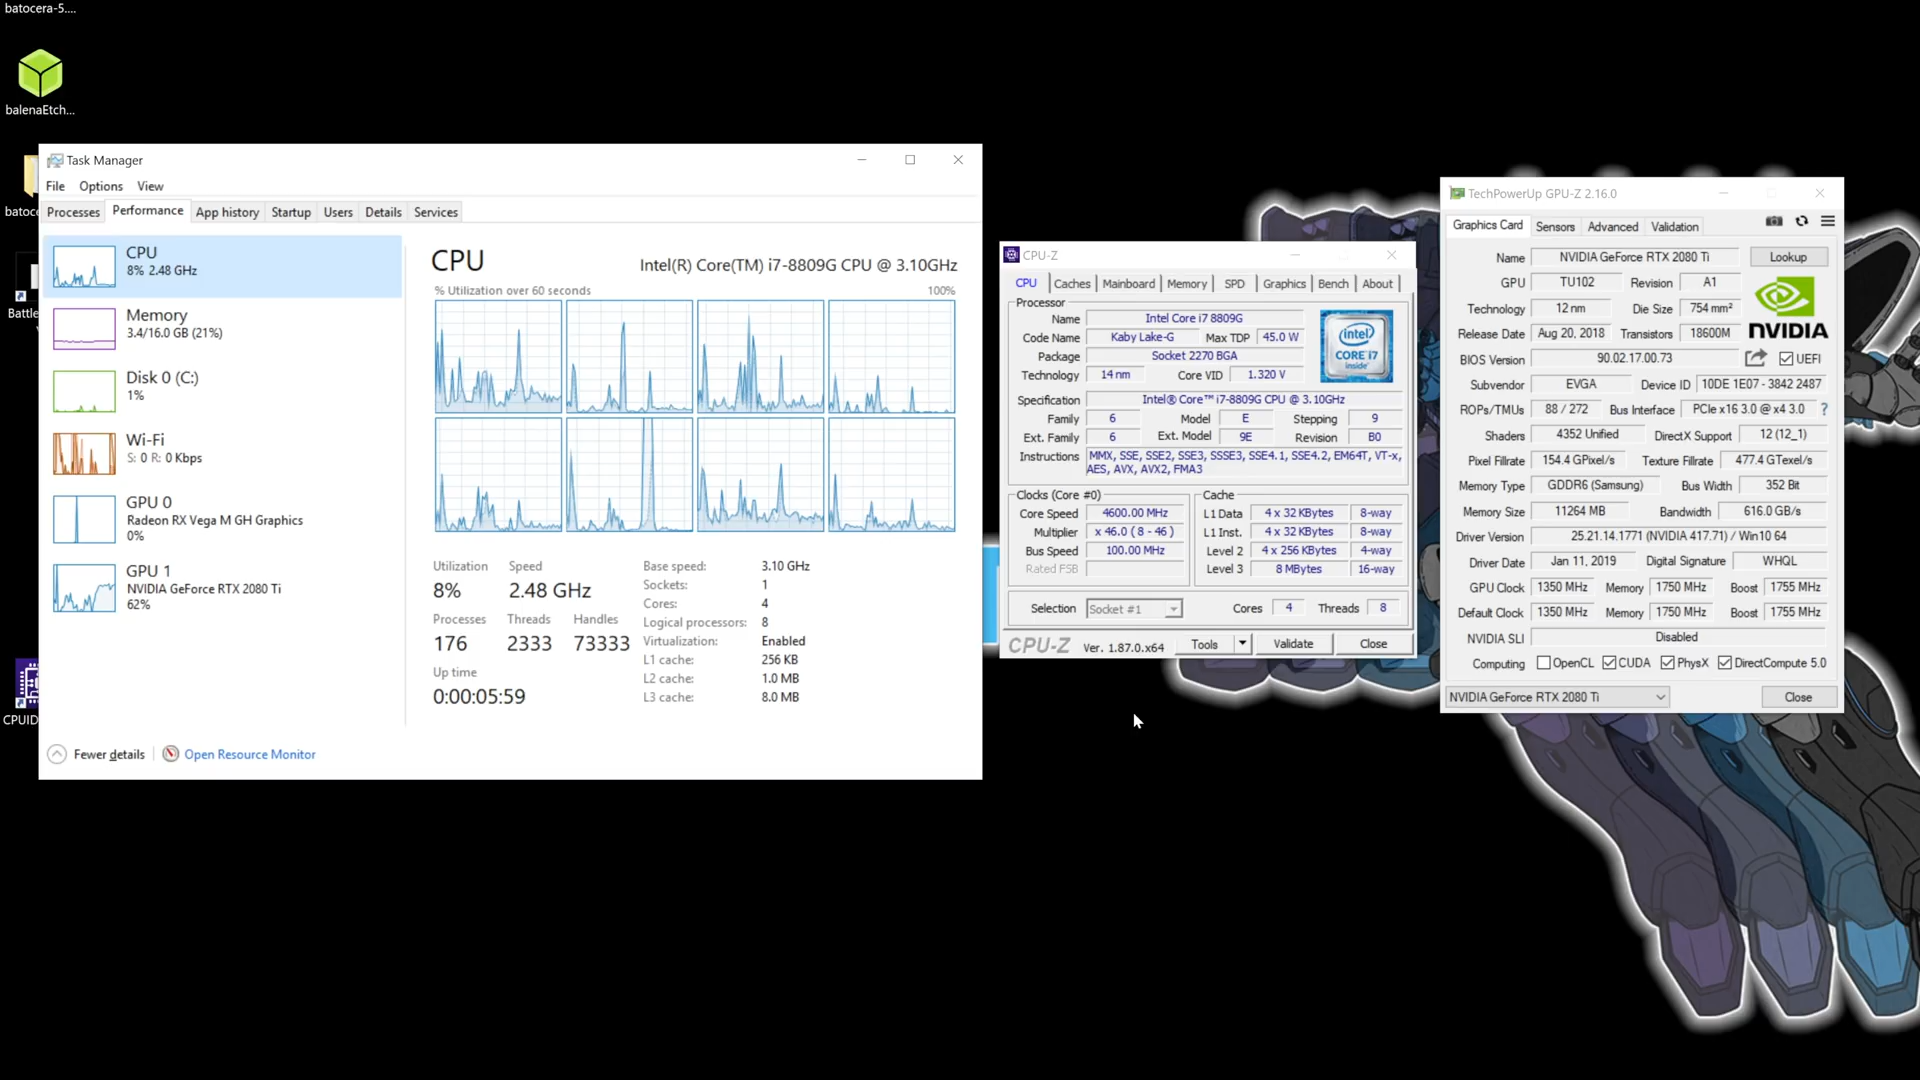 batocera-5....
balenaEtch...
batoc
Battle
CPUID
Task Manager
File Options View
Processes Performance App history Startup Users Details Services
CPU
8% 2.48 GHz
Memory
3.4/16.0 GB (21%)
Disk 0 (C:)
1%
Wi-Fi
S: 0 R: 0 Kbps
GPU 0
Radeon RX Vega M GH Graphics
0%
GPU 1
NVIDIA GeForce RTX 2080 Ti
62%
CPU Intel(R) Core(TM) i7-8809G CPU @ 3.10GHz
% Utilization over 60 seconds 100%
Utilization Speed
8% 2.48 GHz
Processes Threads Handles
176 2333 73333
Up time
0:00:05:59
Base speed: 3.10 GHz
Sockets: 1
Cores: 4
Logical processors: 8
Virtualization: Enabled
L1 cache: 256 KB
L2 cache: 1.0 MB
L3 cache: 8.0 MB
Fewer details Open Resource Monitor
CPU-Z
CPU Caches Mainboard Memory SPD Graphics Bench About
Processor
Name Intel Core i7 8809G
Code Name Kaby Lake-G Max TDP 45.0 W
Package Socket 2270 BGA
Technology 14 nm Core VID 1.320 V
intel
CORE i7
inside
Specification Intel® Core™ i7-8809G CPU @ 3.10GHz
Family 6 Model E Stepping 9
Ext. Family 6 Ext. Model 9E Revision B0
Instructions MMX, SSE, SSE2, SSE3, SSSE3, SSE4.1, SSE4.2, EM64T, VT-x,
AES, AVX, AVX2, FMA3
Clocks (Core #0)
Core Speed 4600.00 MHz
Multiplier x 46.0 ( 8 - 46 )
Bus Speed 100.00 MHz
Rated FSB
Cache
L1 Data 4 x 32 KBytes 8-way
L1 Inst. 4 x 32 KBytes 8-way
Level 2 4 x 256 KBytes 4-way
Level 3 8 MBytes 16-way
Selection Socket #1 Cores 4 Threads 8
CPU-Z Ver. 1.87.0.x64 Tools Validate Close
TechPowerUp GPU-Z 2.16.0
Graphics Card Sensors Advanced Validation
Name NVIDIA GeForce RTX 2080 Ti Lookup
GPU TU102 Revision A1
Technology 12 nm Die Size 754 mm²
Release Date Aug 20, 2018 Transistors 18600M
NVIDIA
BIOS Version 90.02.17.00.73 UEFI
Subvendor EVGA Device ID 10DE 1E07 - 3842 2487
ROPs/TMUs 88 / 272 Bus Interface PCIe x16 3.0 @ x4 3.0 ?
Shaders 4352 Unified DirectX Support 12 (12_1)
Pixel Fillrate 154.4 GPixel/s Texture Fillrate 477.4 GTexel/s
Memory Type GDDR6 (Samsung) Bus Width 352 Bit
Memory Size 11264 MB Bandwidth 616.0 GB/s
Driver Version 25.21.14.1771 (NVIDIA 417.71) / Win10 64
Driver Date Jan 11, 2019 Digital Signature WHQL
GPU Clock 1350 MHz Memory 1750 MHz Boost 1755 MHz
Default Clock 1350 MHz Memory 1750 MHz Boost 1755 MHz
NVIDIA SLI Disabled
Computing OpenCL CUDA PhysX DirectCompute 5.0
NVIDIA GeForce RTX 2080 Ti Close